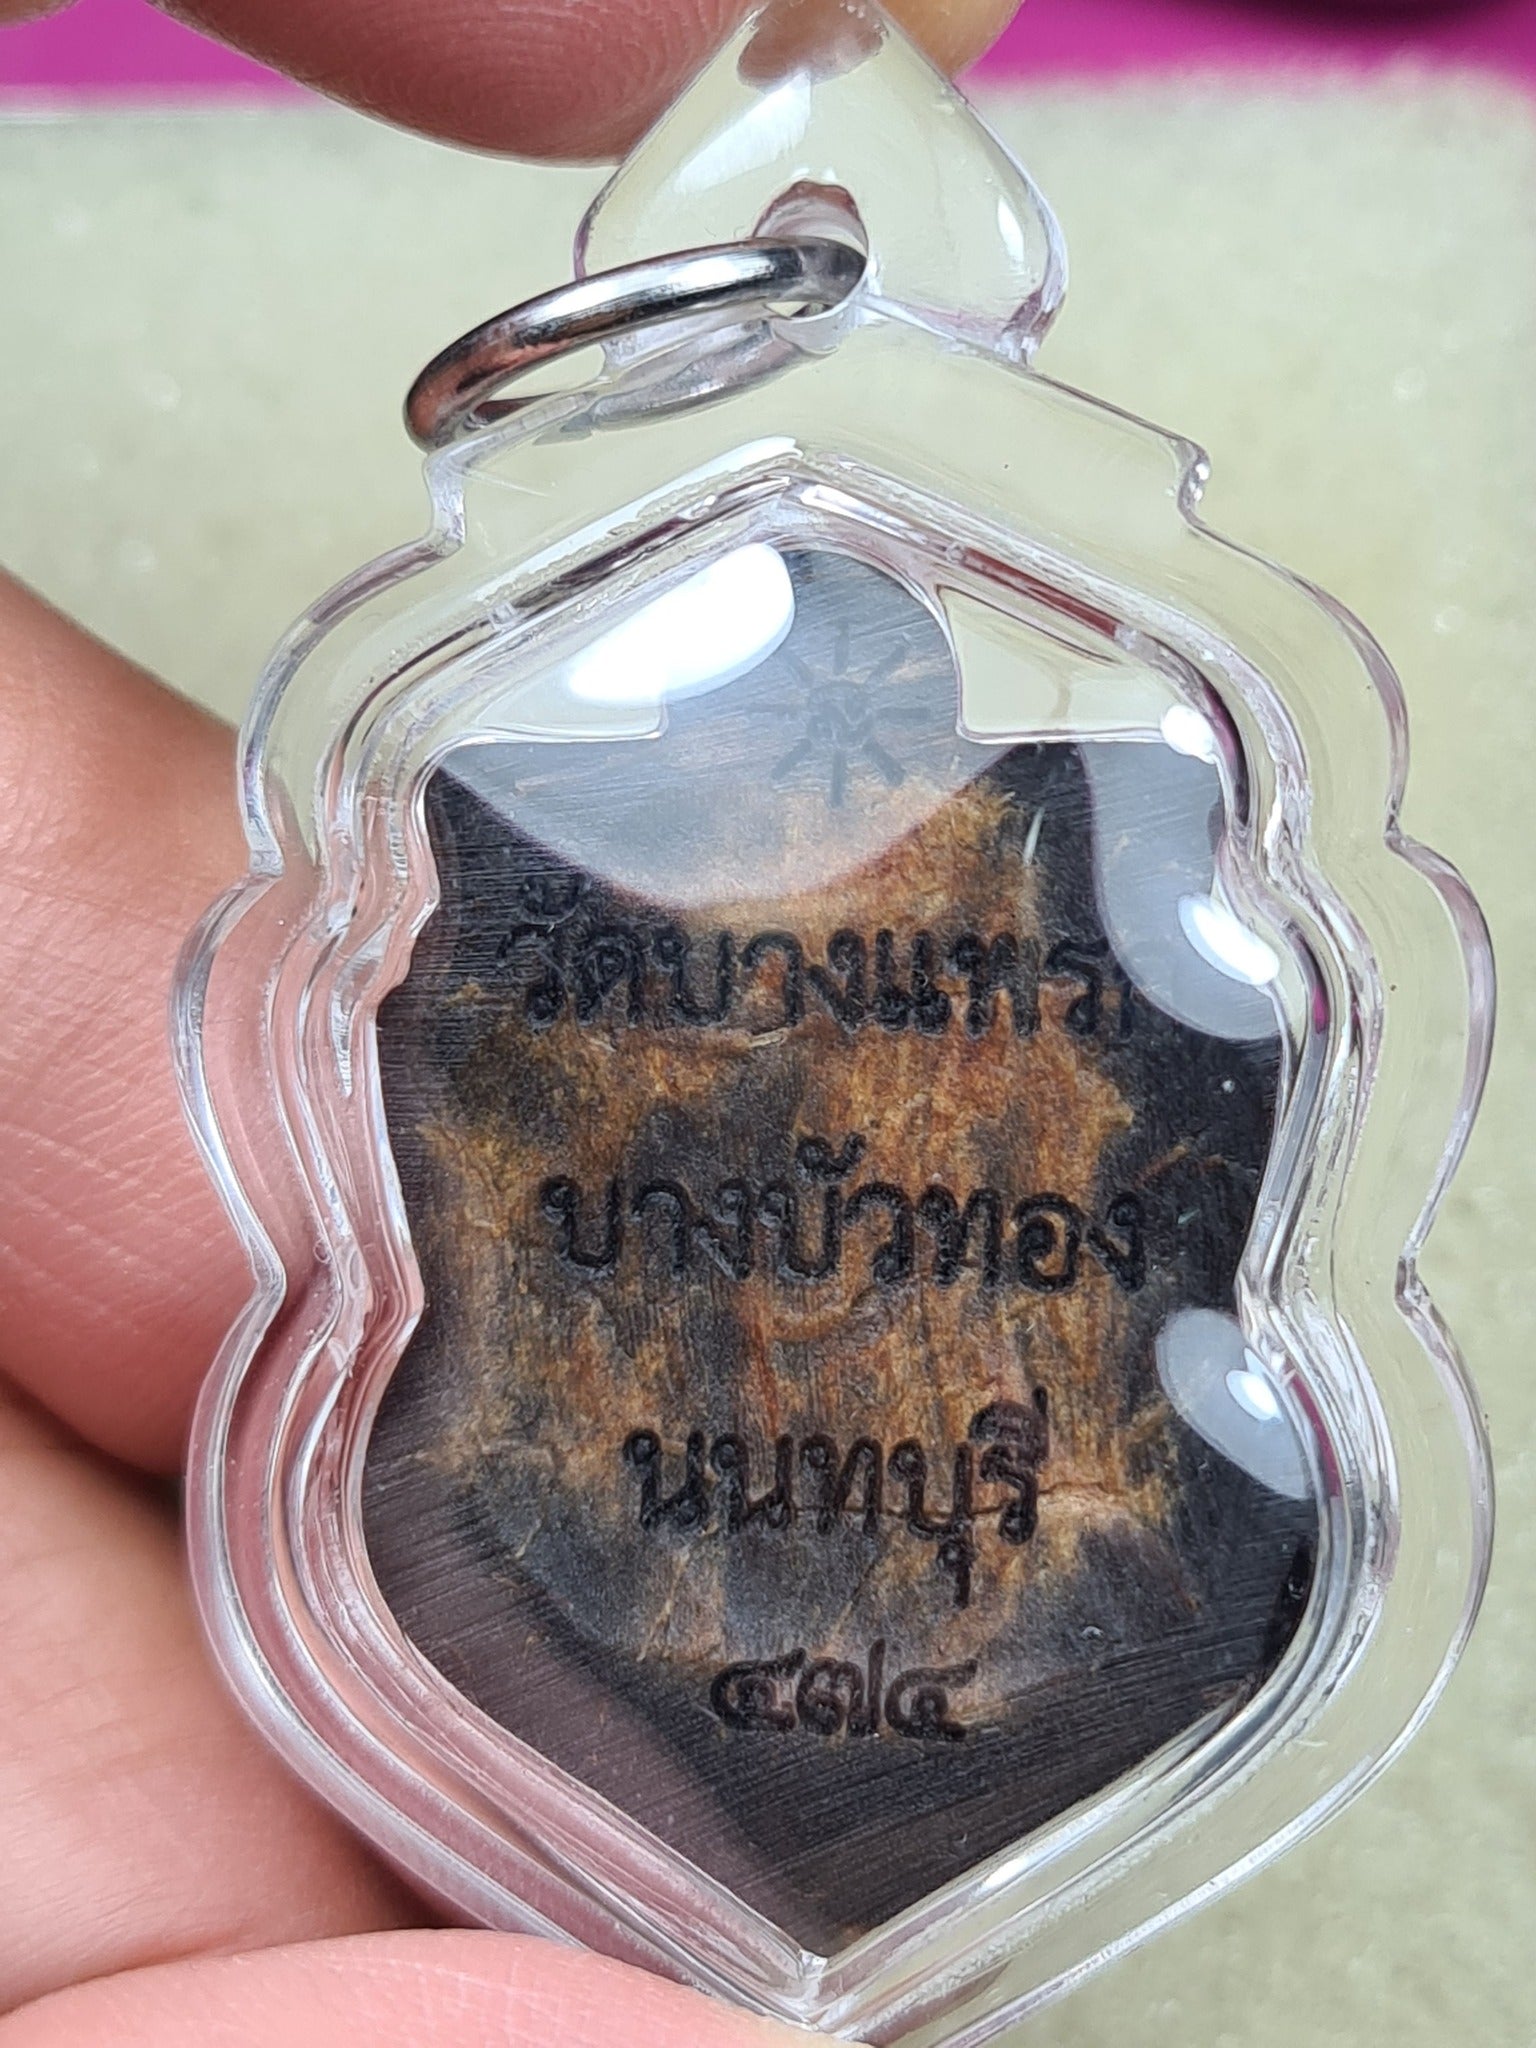 วัดบางแพรก
บางบัวทอง
นนทบุรี
๔๗๔